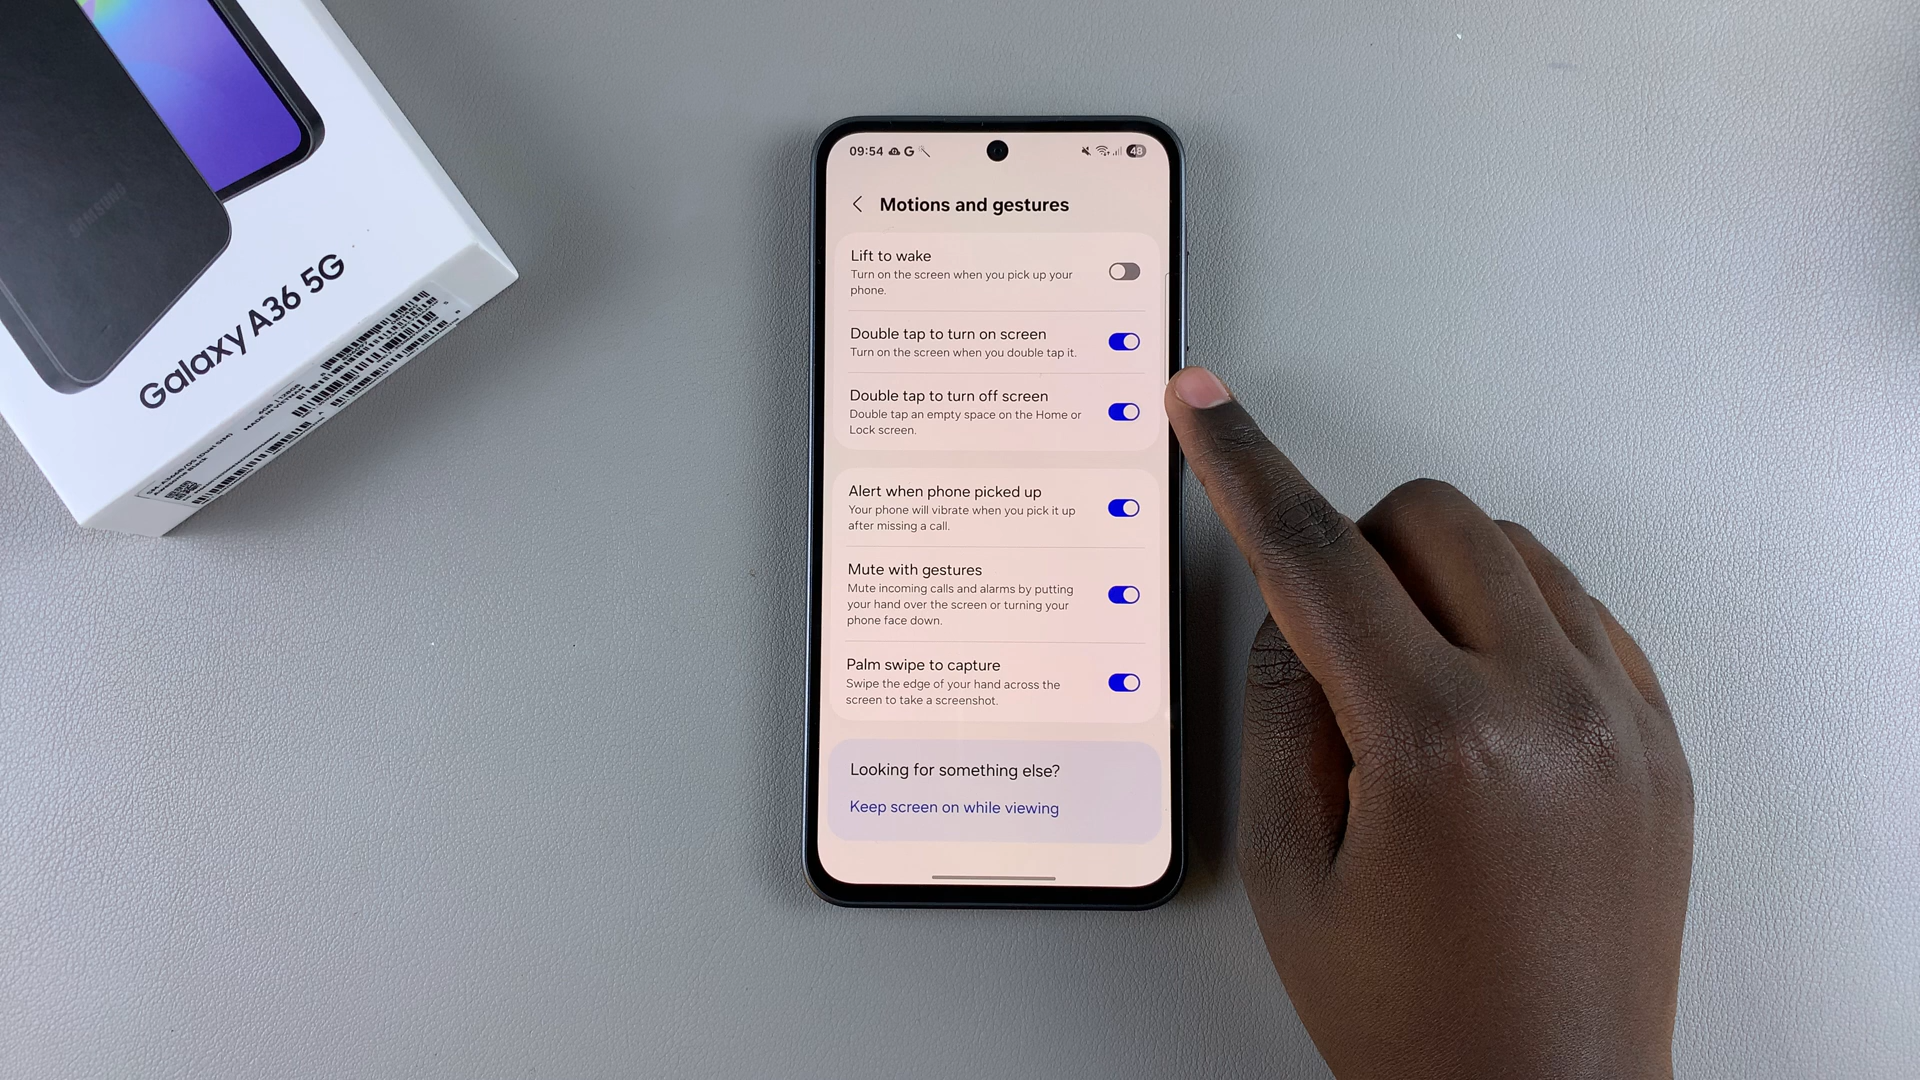 SAMSUNG
Galaxy A36 5G
MADE IN VIETNAM
09:54
G
48
Motions and gestures
Lift to wake
Turn on the screen when you pick up your
phone.
Double tap to turn on screen
Turn on the screen when you double tap it.
Double tap to turn off screen
Double tap an empty space on the Home or
Lock screen.
Alert when phone picked up
Your phone will vibrate when you pick it up
after missing a call.
Mute with gestures
Mute incoming calls and alarms by putting
your hand over the screen or turning your
phone face down.
Palm swipe to capture
Swipe the edge of your hand across the
screen to take a screenshot.
Looking for something else?
Keep screen on while viewing